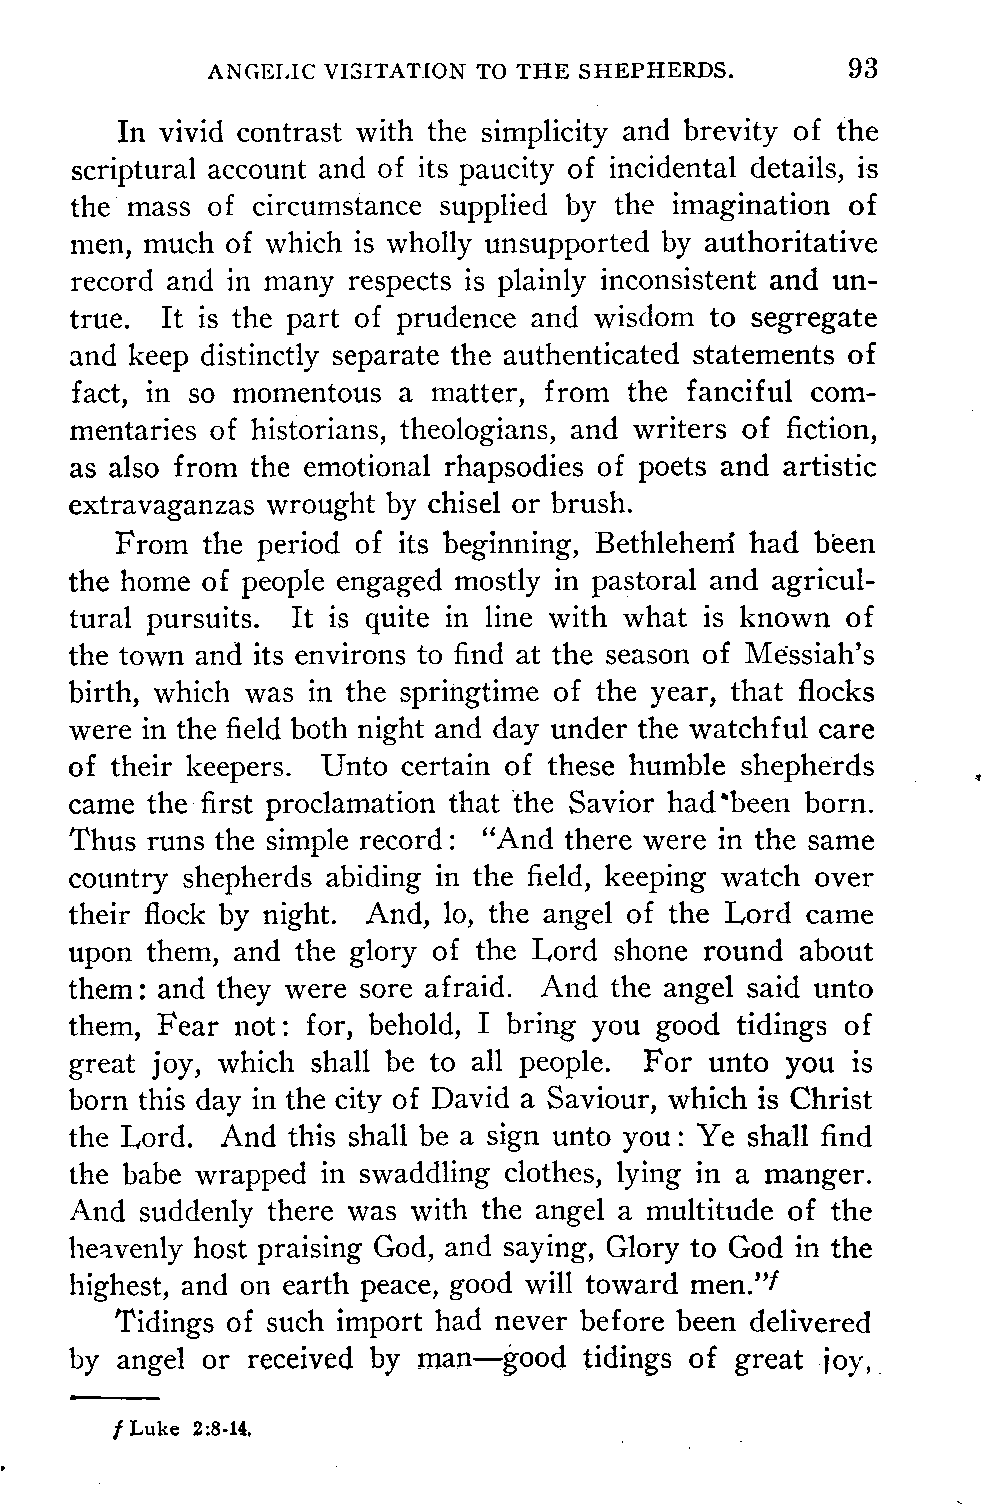 ANGELIC VISITATION TO THE SHEPHERDS. 93
In vivid contrast with the simplicity and brevity of the
scriptural account and of its paucity of incidental details, is
the mass of circumstance supplied by the imagination of
men, much of which is wholly unsupported by authoritative
record and in many respects is plainly inconsistent and un-
true. It is the part of prudence and wisdom to segregate
and keep distinctly separate the authenticated statements of
fact, in so momentous a matter, from the fanciful com-
mentaries of historians, theologians, and writers of fiction,
as also from the emotional rhapsodies of poets and artistic
extravaganzas wrought by chisel or brush.
From the period of its beginning, Bethlehem had been
the home of people engaged mostly in pastoral and agricul-
tural pursuits. It is quite in line with what is known of
the town and its environs to find at the season of Messiah's
birth, which was in the springtime of the year, that flocks
were in the field both night and day under the watchful care
of their keepers. Unto certain of these humble shepherds
came the first proclamation that the Savior had been born.
Thus runs the simple record: "And there were in the same
country shepherds abiding in the field, keeping watch over
their flock by night. And, lo, the angel of the Lord came
upon them, and the glory of the Lord shone round about
them: and they were sore afraid. And the angel said unto
them, Fear not: for, behold, I bring you good tidings of
great joy, which shall be to all people. For unto you is
born this day in the city of David a Saviour, which is Christ
the Lord. And this shall be a sign unto you: Ye shall find
the babe wrapped in swaddling clothes, lying in a manger.
And suddenly there was with the angel a multitude of the
heavenly host praising God, and saying, Glory to God in the
highest, and on earth peace, good will toward men."f
Tidings of such import had never before been delivered
by angel or received by man—good tidings of great joy,
f Luke 2:8-14.